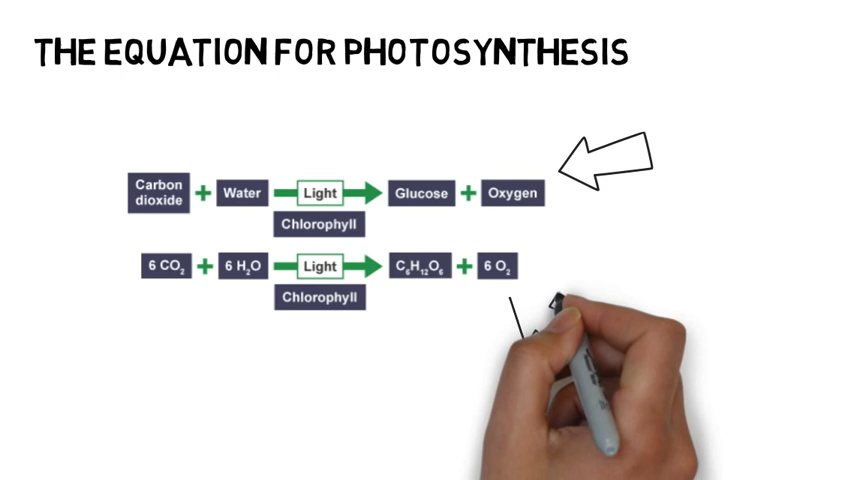 THE EQUATION FOR PHOTOSYNTHESIS
Carbon dioxide + Water Light Glucose + Oxygen
Chlorophyll
6 CO₂ + 6 H₂O Light C₆H₁₂O₆ + 6 O₂
Chlorophyll